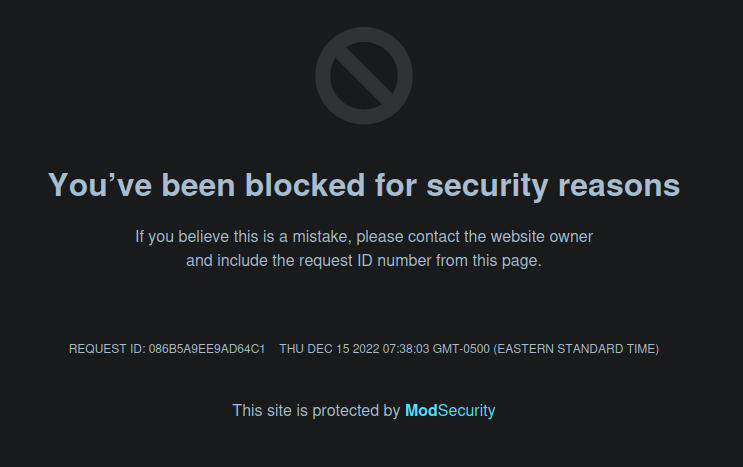 You’ve been blocked for security reasons
If you believe this is a mistake, please contact the website owner
and include the request ID number from this page.
REQUEST ID: 086B5A9EE9AD64C1 THU DEC 15 2022 07:38:03 GMT-0500 (EASTERN STANDARD TIME)
This site is protected by ModSecurity